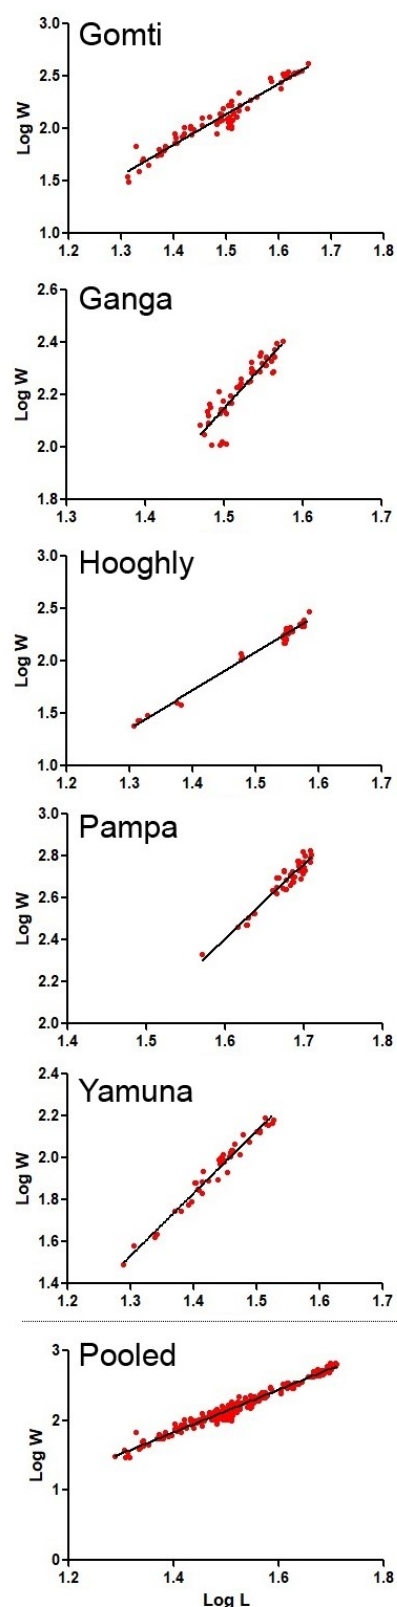 Gomti
3.0
2.5
2.0
1.5
1.0
Log W
1.2 1.3 1.4 1.5 1.6 1.7 1.8
Ganga
2.6
2.4
2.2
2.0
1.8
Log W
1.3 1.4 1.5 1.6 1.7
Hooghly
3.0
2.5
2.0
1.5
1.0
Log W
1.2 1.3 1.4 1.5 1.6 1.7
Pampa
3.0
2.8
2.6
2.4
2.2
2.0
Log W
1.4 1.5 1.6 1.7 1.8
Yamuna
2.4
2.2
2.0
1.8
1.6
1.4
Log W
1.2 1.3 1.4 1.5 1.6 1.7
Pooled
3
2
1
0
Log W
1.2 1.4 1.6 1.8
Log L